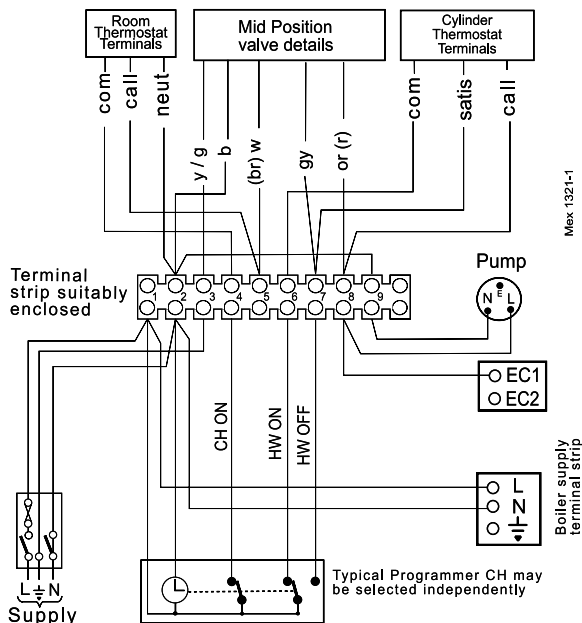 Room
Thermostat
Terminals
Mid Position
valve details
Cylinder
Thermostat
Terminals
com
call
neut
y / g
b
(br) w
gy
or (r)
com
satis
call
Mex 1321-1
Terminal
strip suitably
enclosed
1
2
3
4
5
6
7
8
9
Pump
N
E
L
EC1
EC2
CH ON
HW ON
HW OFF
L
N
Boiler supply
terminal strip
L
N
Supply
Typical Programmer CH may
be selected independently